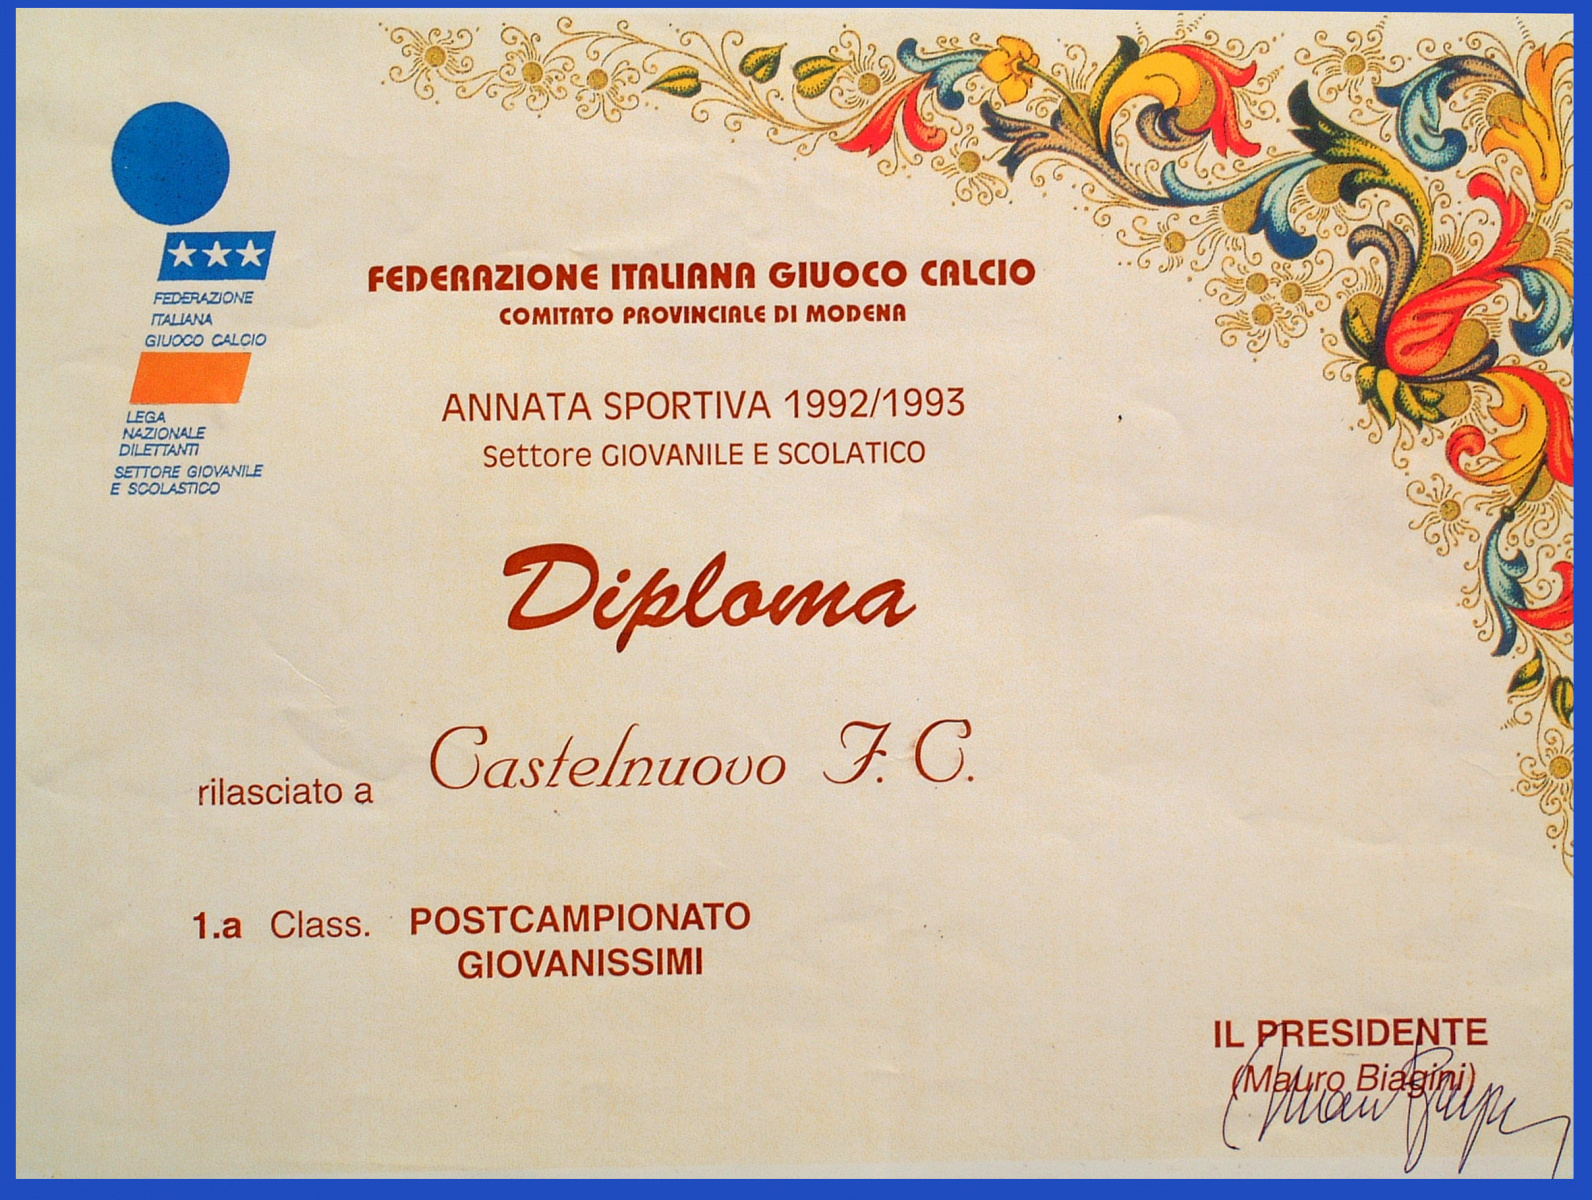 FEDERAZIONE
ITALIANA
GIUOCO CALCIO
LEGA
NAZIONALE
DILETTANTI
SETTORE GIOVANILE
E SCOLASTICO
FEDERAZIONE ITALIANA GIUOCO CALCIO
COMITATO PROVINCIALE DI MODENA
ANNATA SPORTIVA 1992/1993
Settore GIOVANILE E SCOLATICO
Diploma
rilasciato a Castelnuovo F. C.
1.a Class. POSTCAMPIONATO
GIOVANISSIMI
IL PRESIDENTE
(Mauro Biagini)